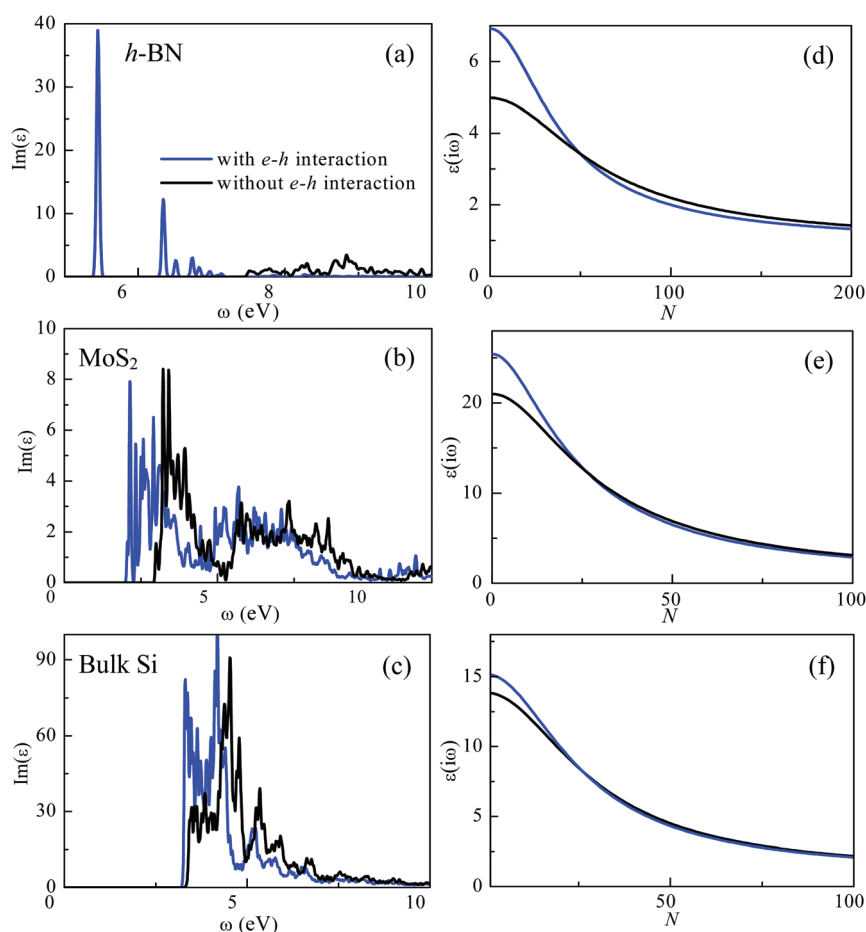 h-BN
(a)
Im(ε)
40
30
20
10
0
with e-h interaction
without e-h interaction
6
8
10
ω (eV)
(d)
ε(iω)
6
4
2
0
0
100
200
N
MoS₂
(b)
Im(ε)
10
8
6
4
2
0
0
5
10
ω (eV)
(e)
ε(iω)
20
10
0
0
50
100
N
Bulk Si
(c)
Im(ε)
90
60
30
0
0
5
10
ω (eV)
(f)
ε(iω)
15
10
5
0
50
100
N